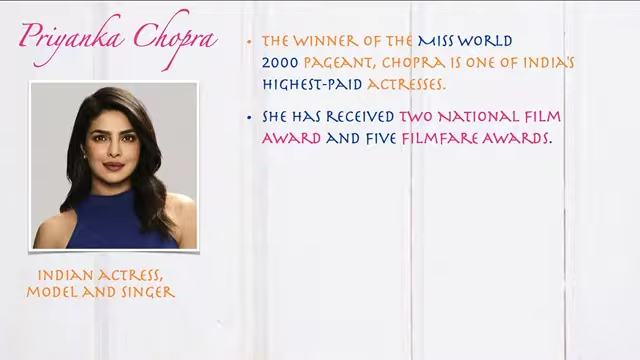 Priyanka Chopra
• The winner of the Miss World
2000 pageant, Chopra is one of India's
highest-paid actresses.
• She has received two National Film
Award and five Filmfare Awards.
Indian actress,
model and singer